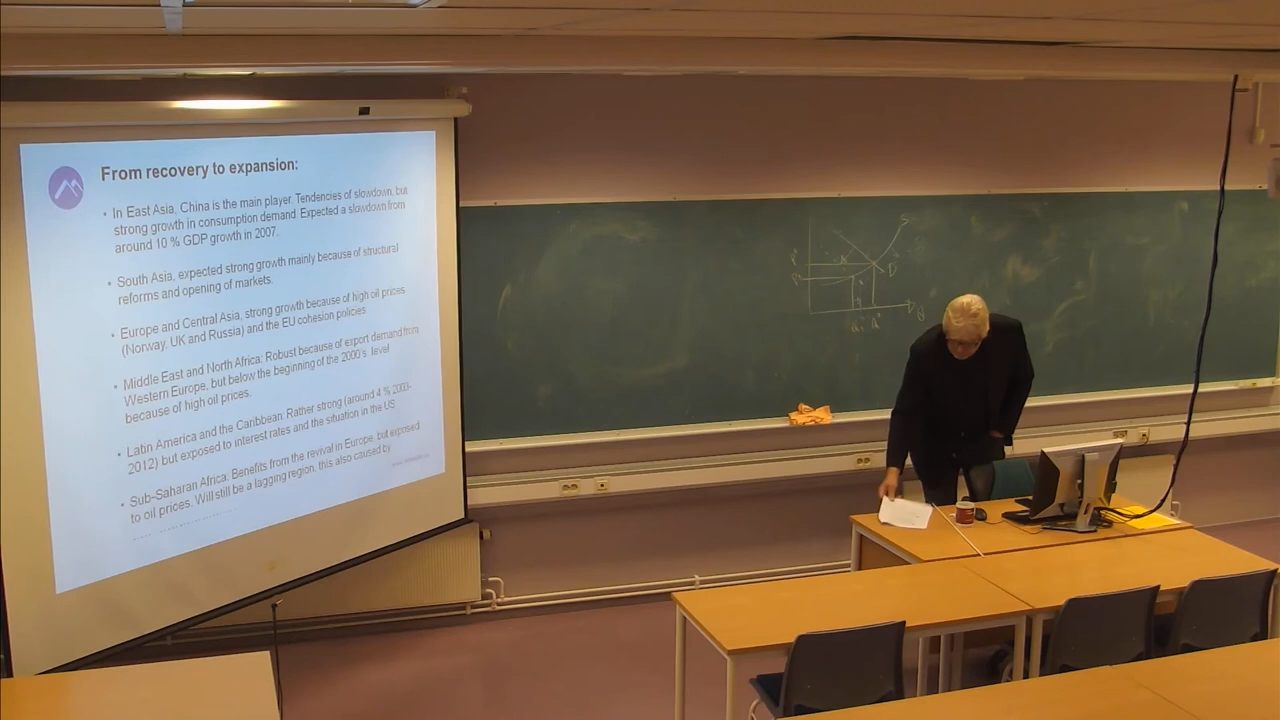 From recovery to expansion:
• In East Asia, China is the main player. Tendencies of slowdown, but
strong growth in consumption demand. Expected a slowdown from
around 10 % GDP growth in 2007.
• South Asia, expected strong growth mainly because of structural
reforms and opening of markets.
• Europe and Central Asia, strong growth because of high oil prices
(Norway, UK and Russia) and the EU cohesion policies
• Middle East and North Africa: Robust because of export demand from
Western Europe, but below the beginning of the 2000's level
because of high oil prices.
• Latin America and the Caribbean: Rather strong (around 4 % 2003-
2012) but exposed to interest rates and the situation in the US
• Sub-Saharan Africa: Benefits from the revival in Europe, but exposed
to oil prices. Will still be a lagging region, this also caused by
S
D